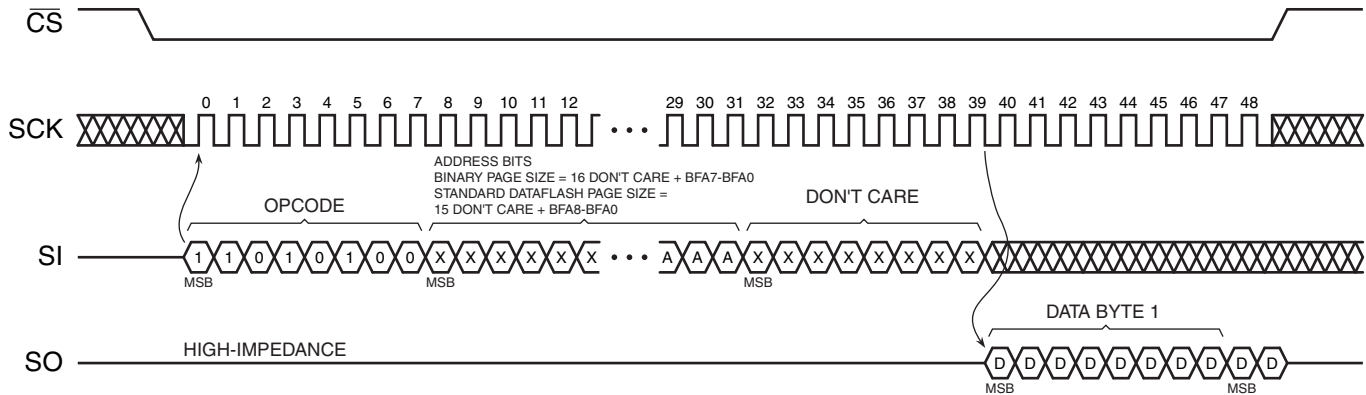 CS
SCK
0 1 2 3 4 5 6 7 8 9 10 11 12 • • • 29 30 31 32 33 34 35 36 37 38 39 40 41 42 43 44 45 46 47 48
ADDRESS BITS
BINARY PAGE SIZE = 16 DON'T CARE + BFA7-BFA0
STANDARD DATAFLASH PAGE SIZE =
15 DON'T CARE + BFA8-BFA0
OPCODE
DON'T CARE
SI
1 1 0 1 0 1 0 0 X X X X X X • • • A A A X X X X X X X X
MSB MSB MSB
DATA BYTE 1
SO
HIGH-IMPEDANCE
D D D D D D D D D D
MSB MSB